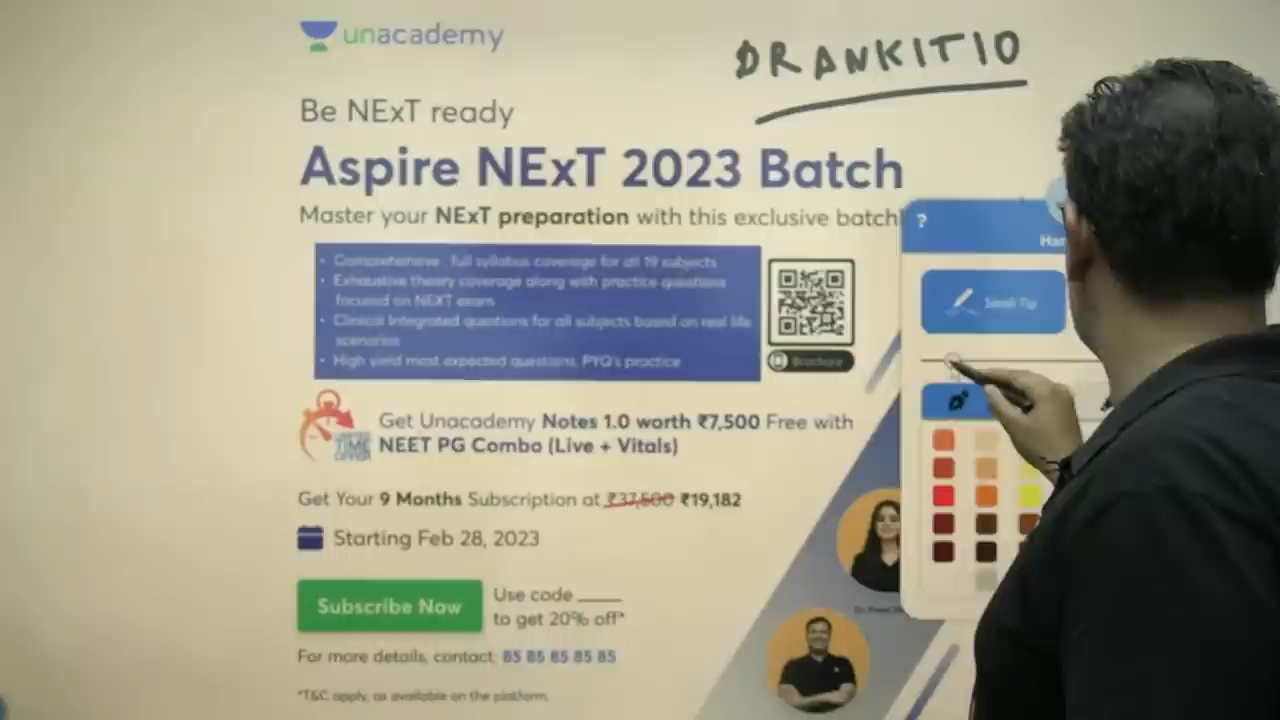 unacademy
DRANKIT10
Be NExT ready
Aspire NExT 2023 Batch
Master your NExT preparation with this exclusive batch!
?
Han
• Comprehensive full syllabus coverage for all 19 subjects
• Exhaustive theory coverage along with practice questions
focused on NEXT exam
• Clinical Integrated questions for all subjects based on real life
scenarios
• High yield most expected questions, PYQ's practice
Brochure
Small Tip
Get Unacademy Notes 1.0 worth ₹7,500 Free with
NEET PG Combo (Live + Vitals)
Get Your 9 Months Subscription at ₹37,500 ₹19,182
Starting Feb 28, 2023
Subscribe Now
Use code _____
to get 20% off*
For more details, contact: 85 85 85 85 85
*T&C apply, as available on the platform.